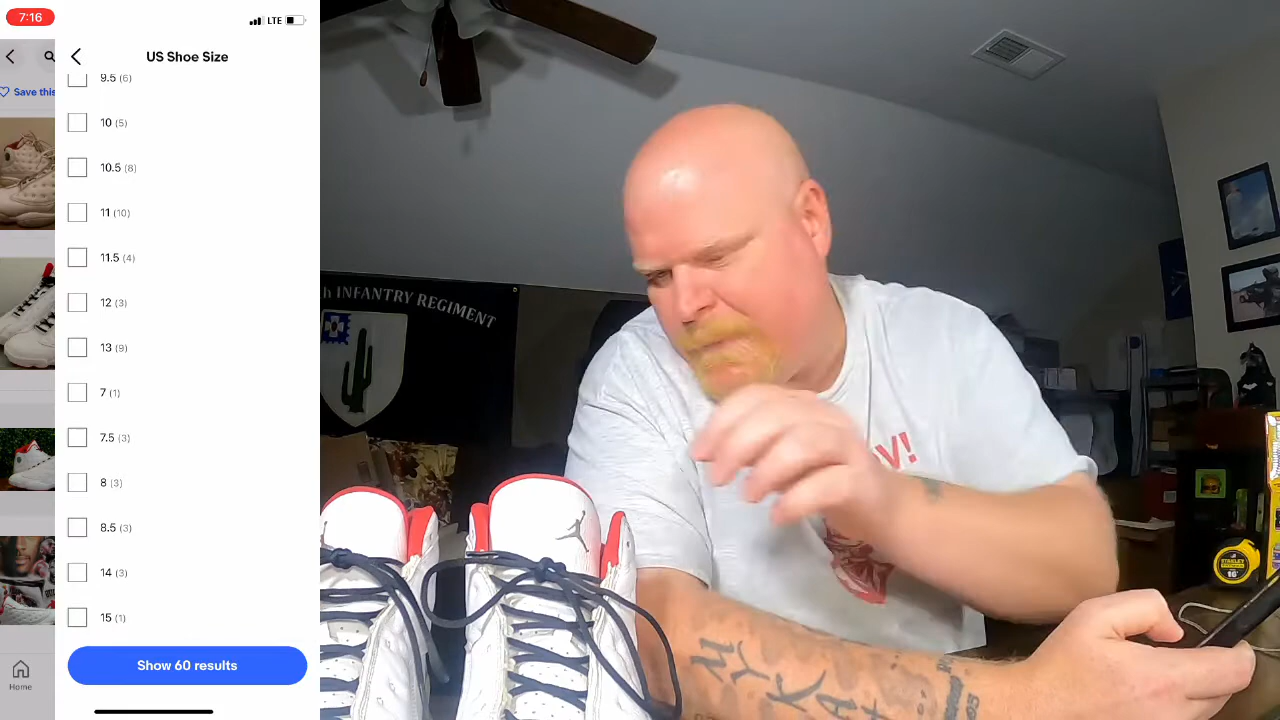 7:16
LTE
US Shoe Size
Save this
9.5 (6)
10 (5)
10.5 (8)
11 (10)
11.5 (4)
12 (3)
13 (9)
7 (1)
7.5 (3)
8 (3)
8.5 (3)
14 (3)
15 (1)
Show 60 results
Home
h INFANTRY REGIMENT
V!
STANLEY
16'
MYKA